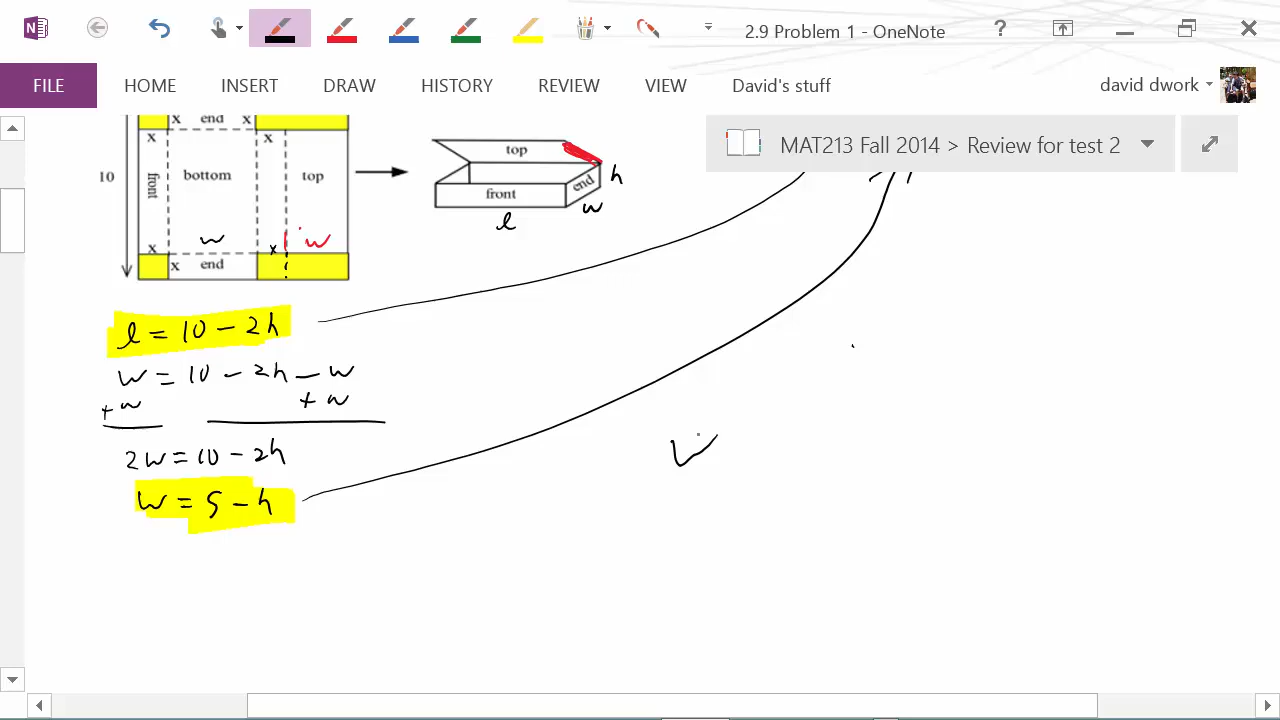 2.9 Problem 1 - OneNote
?
FILE HOME INSERT DRAW HISTORY REVIEW VIEW David's stuff
david dwork
MAT213 Fall 2014 > Review for test 2
x end x
x x
10 front bottom top
w x w
x
x end
top
h
front end
w
l
l = 10 - 2h
w = 10 - 2h - w
+ w + w
2w = 10 - 2h
w = 5 - h
W